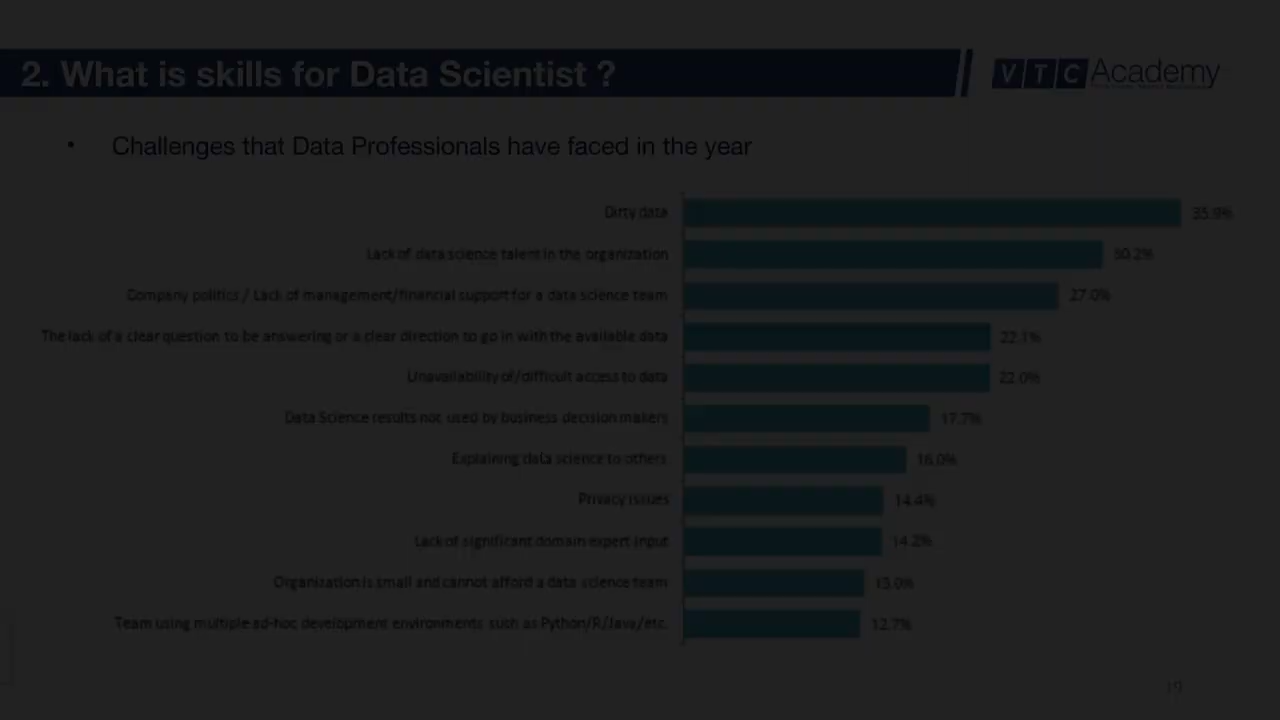 2. What is skills for Data Scientist ?
VTC Academy
• Challenges that Data Professionals have faced in the year
Dirty data 35.9%
Lack of data science talent in the organization 30.2%
Company politics / Lack of management/financial support for a data science team 27.0%
The lack of a clear question to be answering or a clear direction to go in with the available data 22.1%
Unavailability of/difficult access to data 22.0%
Data Science results not used by business decision makers 17.7%
Explaining data science to others 16.0%
Privacy issues 14.4%
Lack of significant domain expert input 14.2%
Organization is small and cannot afford a data science team 13.0%
Team using multiple ad-hoc development environments such as Python/R/Java/etc. 12.7%
19